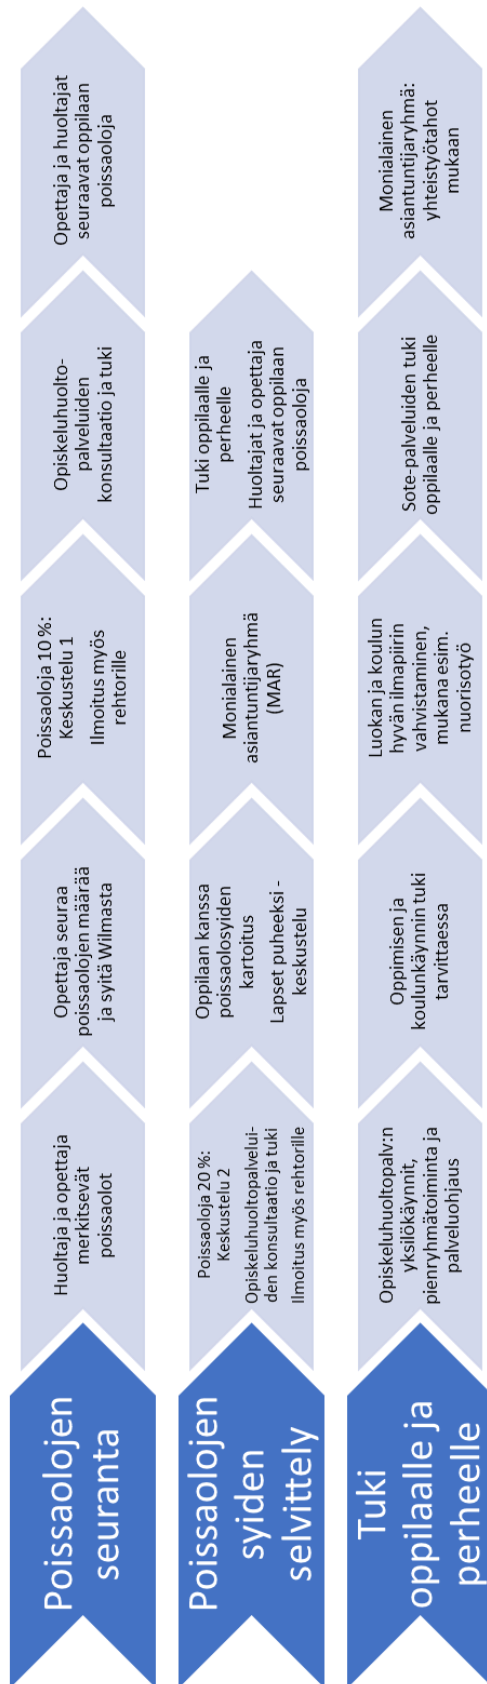 Poissaolojen
seuranta
Huoltaja ja opettaja
merkitsevät
poissaolot
Opettaja seuraa
poissaolojen määrää
ja syitä Wilmasta
Poissaoloja 10 %:
Keskustelu 1
Ilmoitus myös
rehtorille
Opiskeluhuolto-
palveluiden
konsultaatio ja tuki
Opettaja ja huoltajat
seuraavat oppilaan
poissaoloja
Poissaolojen
syiden
selvittely
Poissaoloja 20 %:
Keskustelu 2
Opiskeluhuoltopalvelui-
den konsultaatio ja tuki
Ilmoitus myös rehtorille
Oppilaan kanssa
poissaolosyiden
kartoitus
Lapset puheeksi -
keskustelu
Monialainen
asiantuntijaryhmä
(MAR)
Tuki oppilaalle ja
perheelle
Huoltajat ja opettaja
seuraavat oppilaan
poissaoloja
Tuki
oppilaalle ja
perheelle
Opiskeluhuoltopalv:n
yksilökäynnit,
pienryhmätoiminta ja
palveluohjaus
Oppimisen ja
koulunkäynnin tuki
tarvittaessa
Luokan ja koulun
hyvän ilmapiirin
vahvistaminen,
mukana esim.
nuorisotyö
Sote-palveluiden tuki
oppilaalle ja perheelle
Monialainen
asiantuntijaryhmä:
yhteistyötahot
mukaan